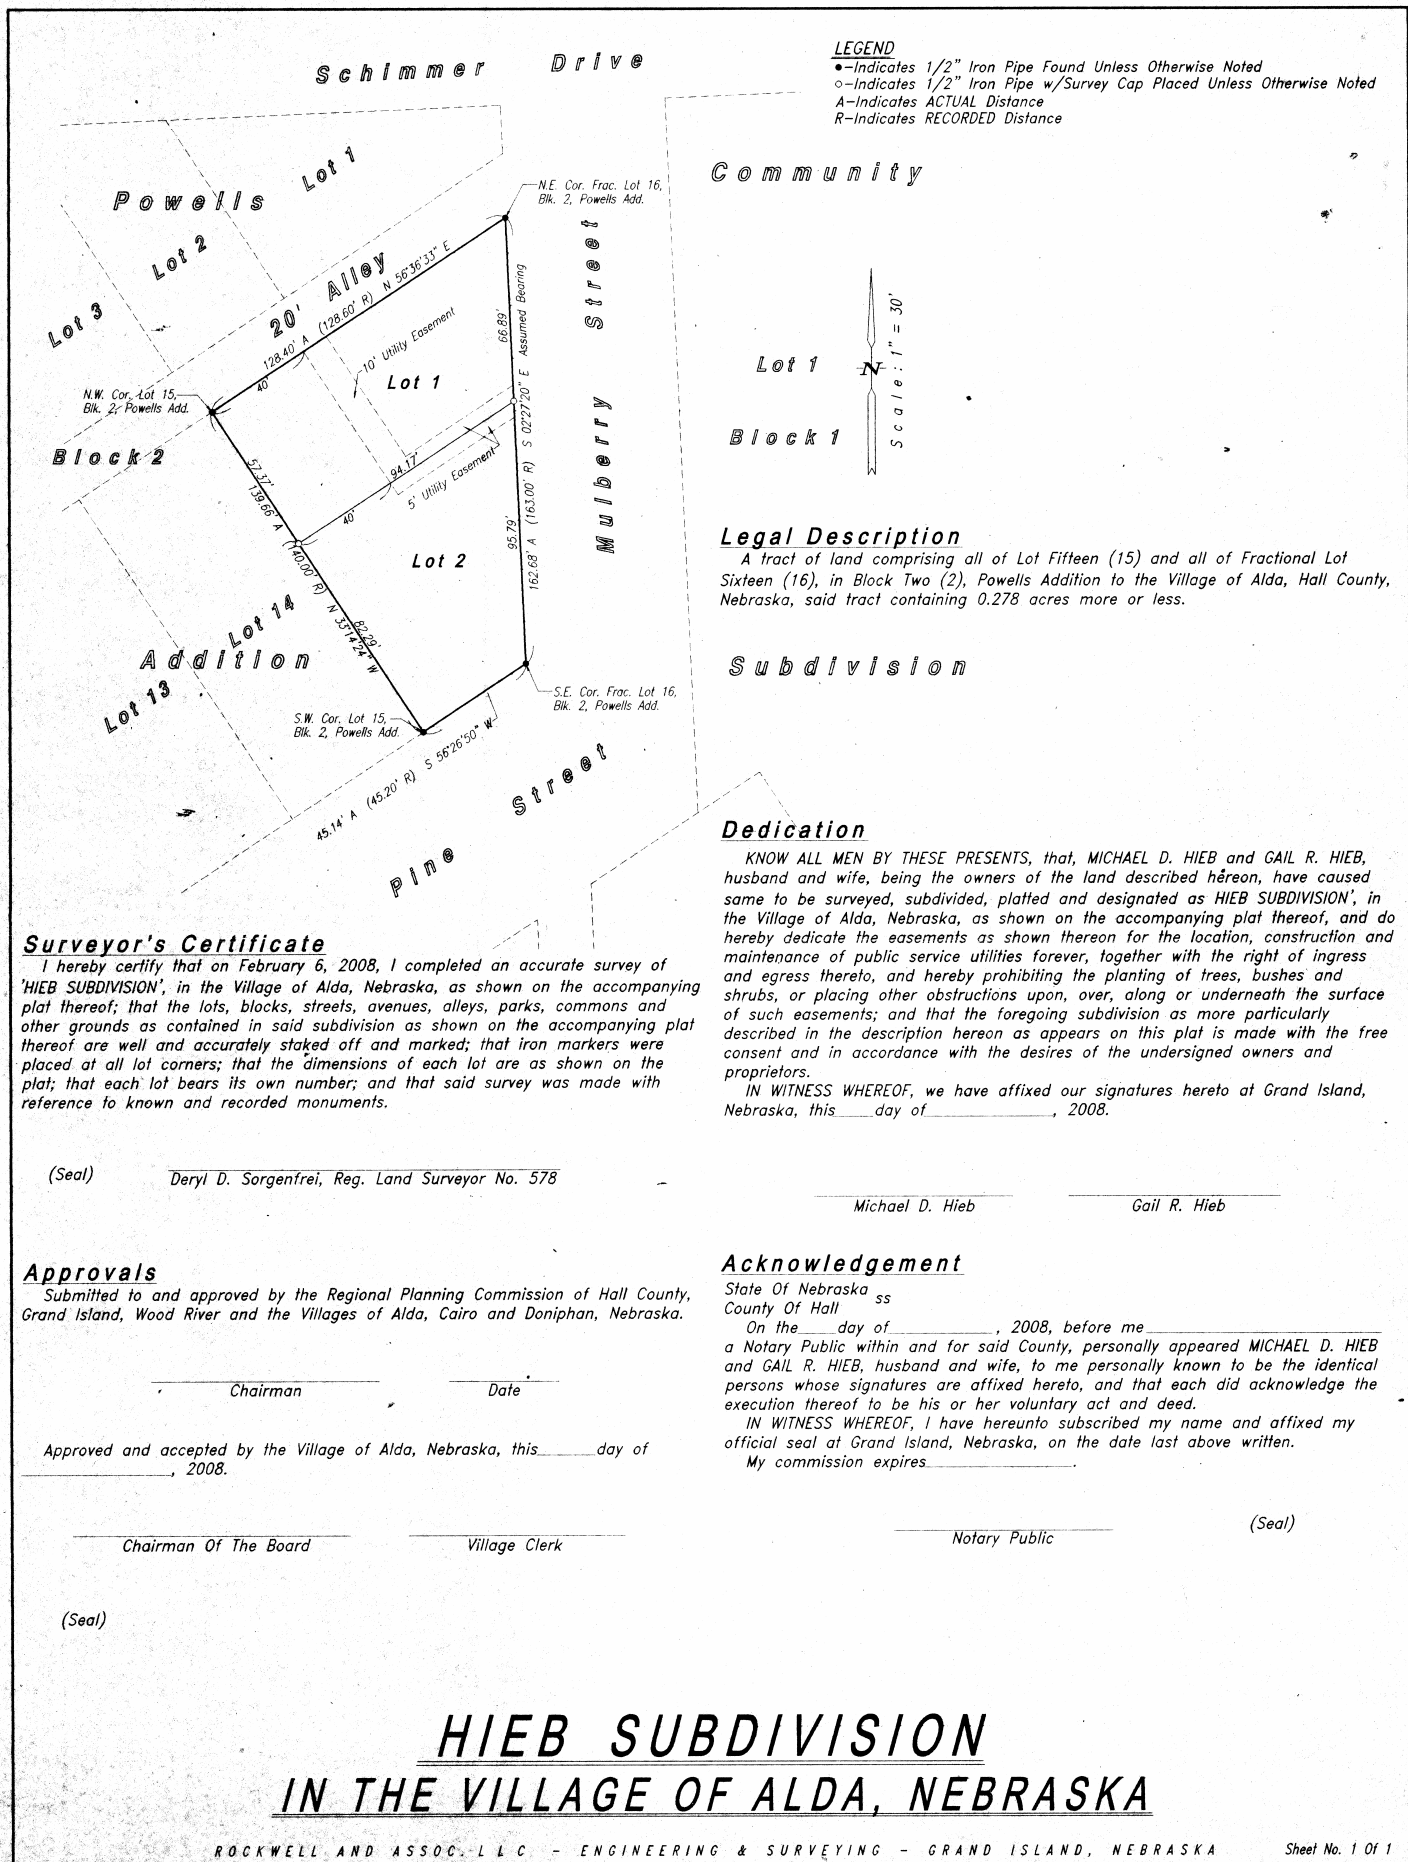 Schimmer Drive
LEGEND
●-Indicates 1/2" Iron Pipe Found Unless Otherwise Noted
○-Indicates 1/2" Iron Pipe w/Survey Cap Placed Unless Otherwise Noted
A-Indicates ACTUAL Distance
R-Indicates RECORDED Distance
Powells
Lot 1
Lot 2
Lot 3
20' Alley
N.E. Cor. Frac. Lot 16,
Blk. 2, Powells Add.
128.40' A (128.60' R) N 56°36'33" E
40'
10' Utility Easement
Lot 1
66.89'
Assumed Bearing
Mulberry Street
Community
Lot 1
Block 1
N
Scale: 1" = 30'
N.W. Cor. Lot 15,
Blk. 2, Powells Add.
Block 2
57.37'
139.66' A (140.00' R) N 33°14'24" W
94.17'
40'
5' Utility Easement
95.79'
162.68' A (163.00' R) S 02°27'20" E
Lot 2
82.29'
Lot 14
Addition
Lot 13
S.W. Cor. Lot 15,
Blk. 2, Powells Add.
S.E. Cor. Frac. Lot 16,
Blk. 2, Powells Add.
45.14' A (45.20' R) S 56°26'50" W
Pine Street
Legal Description
A tract of land comprising all of Lot Fifteen (15) and all of Fractional Lot
Sixteen (16), in Block Two (2), Powells Addition to the Village of Alda, Hall County,
Nebraska, said tract containing 0.278 acres more or less.
Subdivision
Dedication
KNOW ALL MEN BY THESE PRESENTS, that, MICHAEL D. HIEB and GAIL R. HIEB,
husband and wife, being the owners of the land described hereon, have caused
same to be surveyed, subdivided, platted and designated as HIEB SUBDIVISION', in
the Village of Alda, Nebraska, as shown on the accompanying plat thereof, and do
hereby dedicate the easements as shown thereon for the location, construction and
maintenance of public service utilities forever, together with the right of ingress
and egress thereto, and hereby prohibiting the planting of trees, bushes and
shrubs, or placing other obstructions upon, over, along or underneath the surface
of such easements; and that the foregoing subdivision as more particularly
described in the description hereon as appears on this plat is made with the free
consent and in accordance with the desires of the undersigned owners and
proprietors.
IN WITNESS WHEREOF, we have affixed our signatures hereto at Grand Island,
Nebraska, this____day of____________, 2008.
Michael D. Hieb
Gail R. Hieb
Surveyor's Certificate
I hereby certify that on February 6, 2008, I completed an accurate survey of
'HIEB SUBDIVISION', in the Village of Alda, Nebraska, as shown on the accompanying
plat thereof; that the lots, blocks, streets, avenues, alleys, parks, commons and
other grounds as contained in said subdivision as shown on the accompanying plat
thereof are well and accurately staked off and marked; that iron markers were
placed at all lot corners; that the dimensions of each lot are as shown on the
plat; that each lot bears its own number; and that said survey was made with
reference to known and recorded monuments.
(Seal)
Deryl D. Sorgenfrei, Reg. Land Surveyor No. 578
Approvals
Submitted to and approved by the Regional Planning Commission of Hall County,
Grand Island, Wood River and the Villages of Alda, Cairo and Doniphan, Nebraska.
Chairman
Date
Approved and accepted by the Village of Alda, Nebraska, this______day of
______________, 2008.
Chairman Of The Board
Village Clerk
(Seal)
Acknowledgement
State Of Nebraska
ss
County Of Hall
On the____day of__________, 2008, before me______________________
a Notary Public within and for said County, personally appeared MICHAEL D. HIEB
and GAIL R. HIEB, husband and wife, to me personally known to be the identical
persons whose signatures are affixed hereto, and that each did acknowledge the
execution thereof to be his or her voluntary act and deed.
IN WITNESS WHEREOF, I have hereunto subscribed my name and affixed my
official seal at Grand Island, Nebraska, on the date last above written.
My commission expires______________.
Notary Public
(Seal)
HIEB SUBDIVISION
IN THE VILLAGE OF ALDA, NEBRASKA
ROCKWELL AND ASSOC. L L C - ENGINEERING & SURVEYING - GRAND ISLAND, NEBRASKA
Sheet No. 1 Of 1